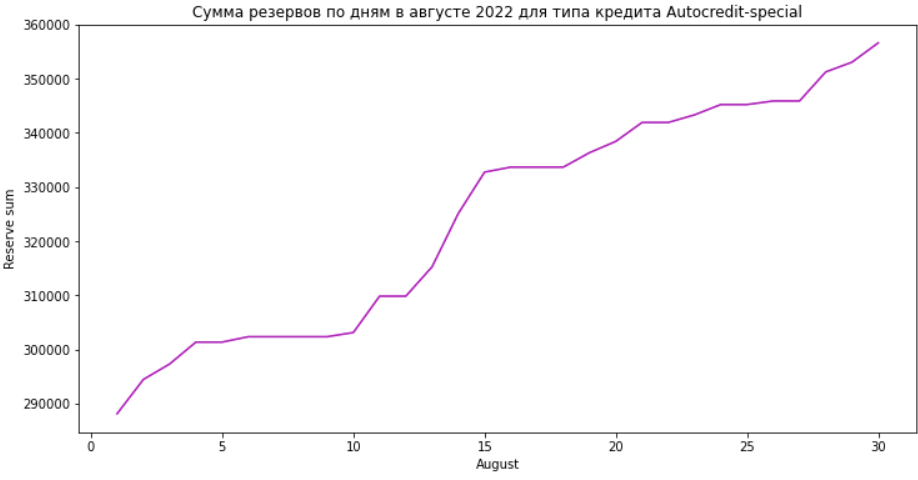 Сумма резервов по дням в августе 2022 для типа кредита Autocredit-special
360000
350000
340000
330000
320000
310000
300000
290000
Reserve sum
0 5 10 15 20 25 30
August